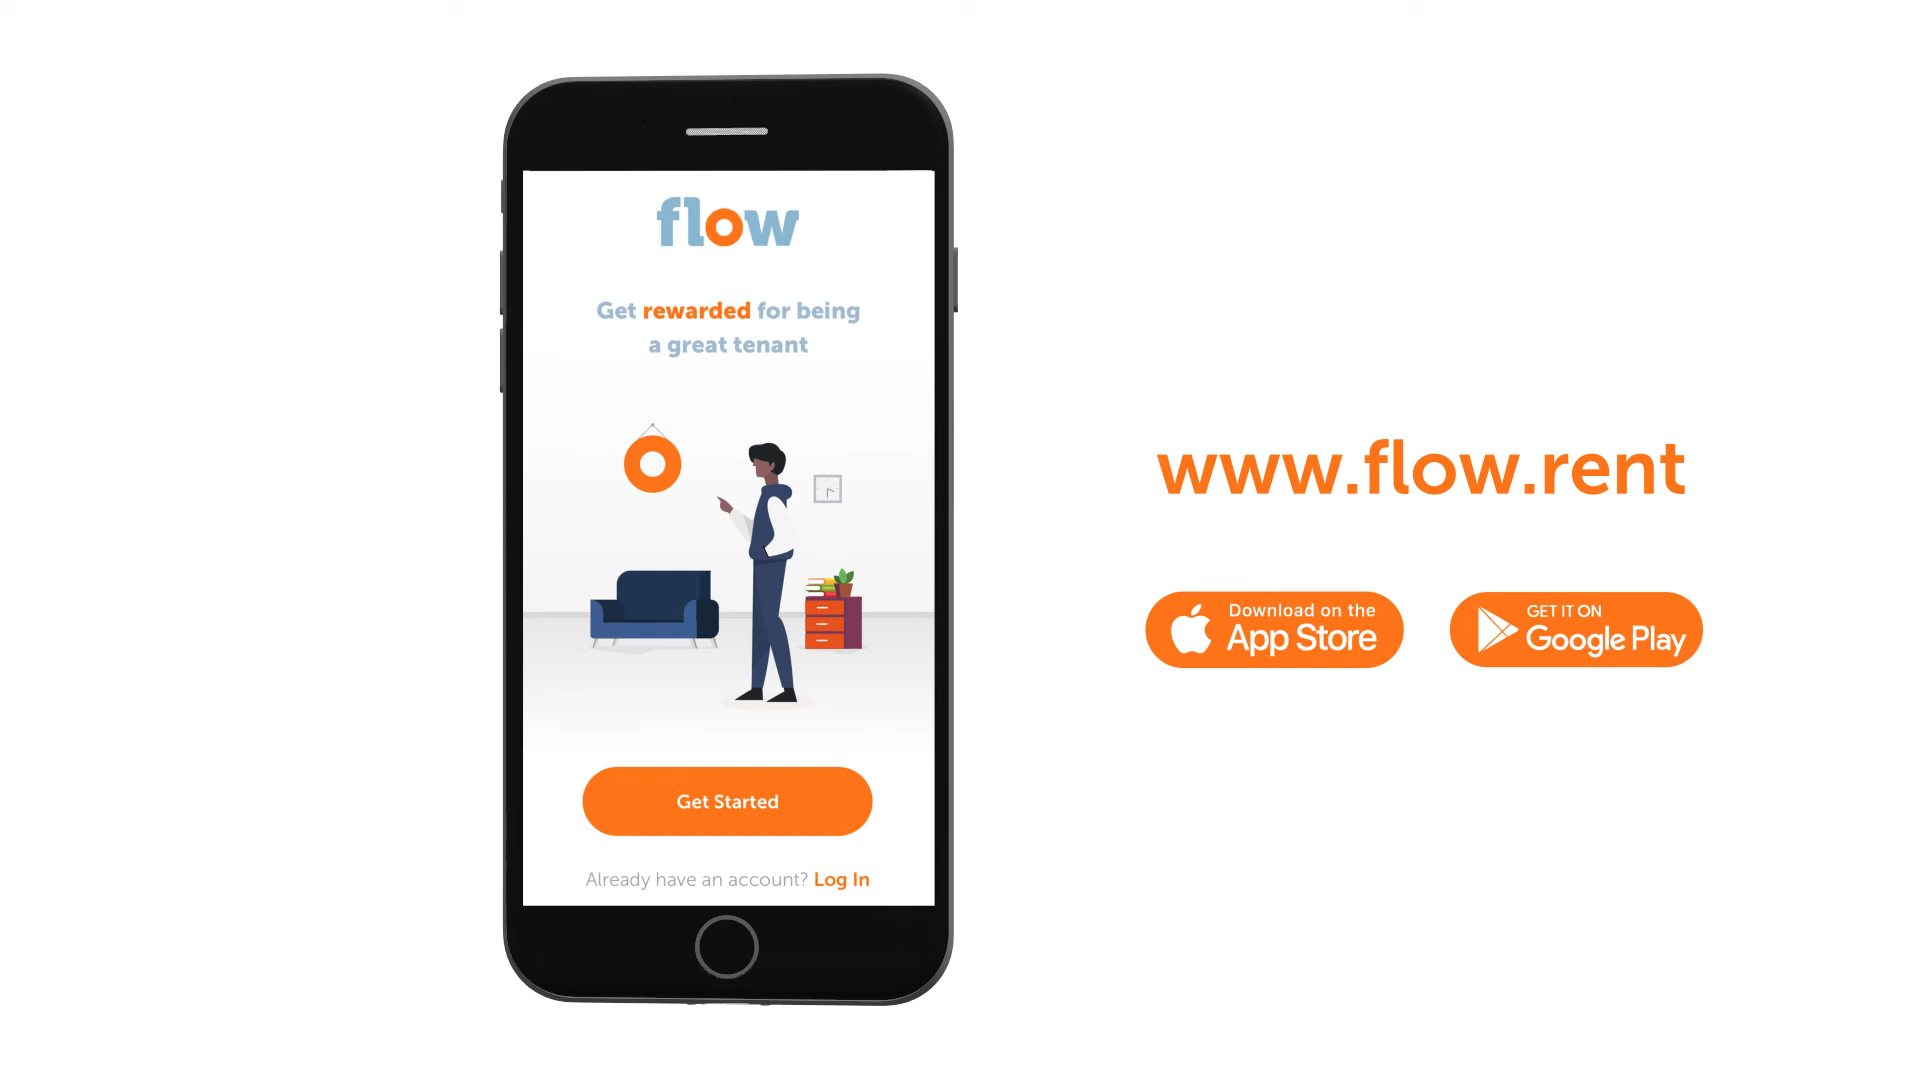 flow
Get rewarded for being
a great tenant
Get Started
Already have an account? Log In
www.flow.rent
Download on the
App Store
GET IT ON
Google Play